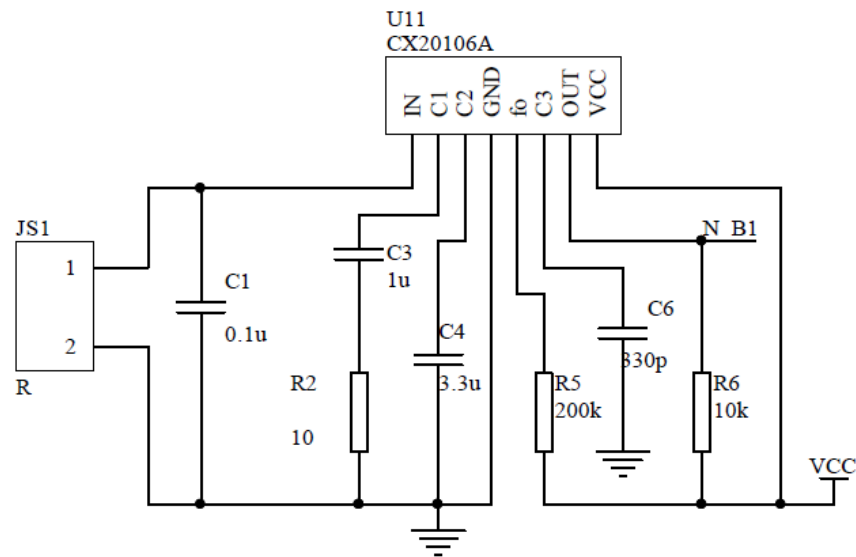 U11
CX20106A
IN
C1
C2
GND
fo
C3
OUT
VCC
JS1
1
2
R
C1
0.1u
C3
1u
R2
10
C4
3.3u
N B1
C6
330p
R5
200k
R6
10k
VCC